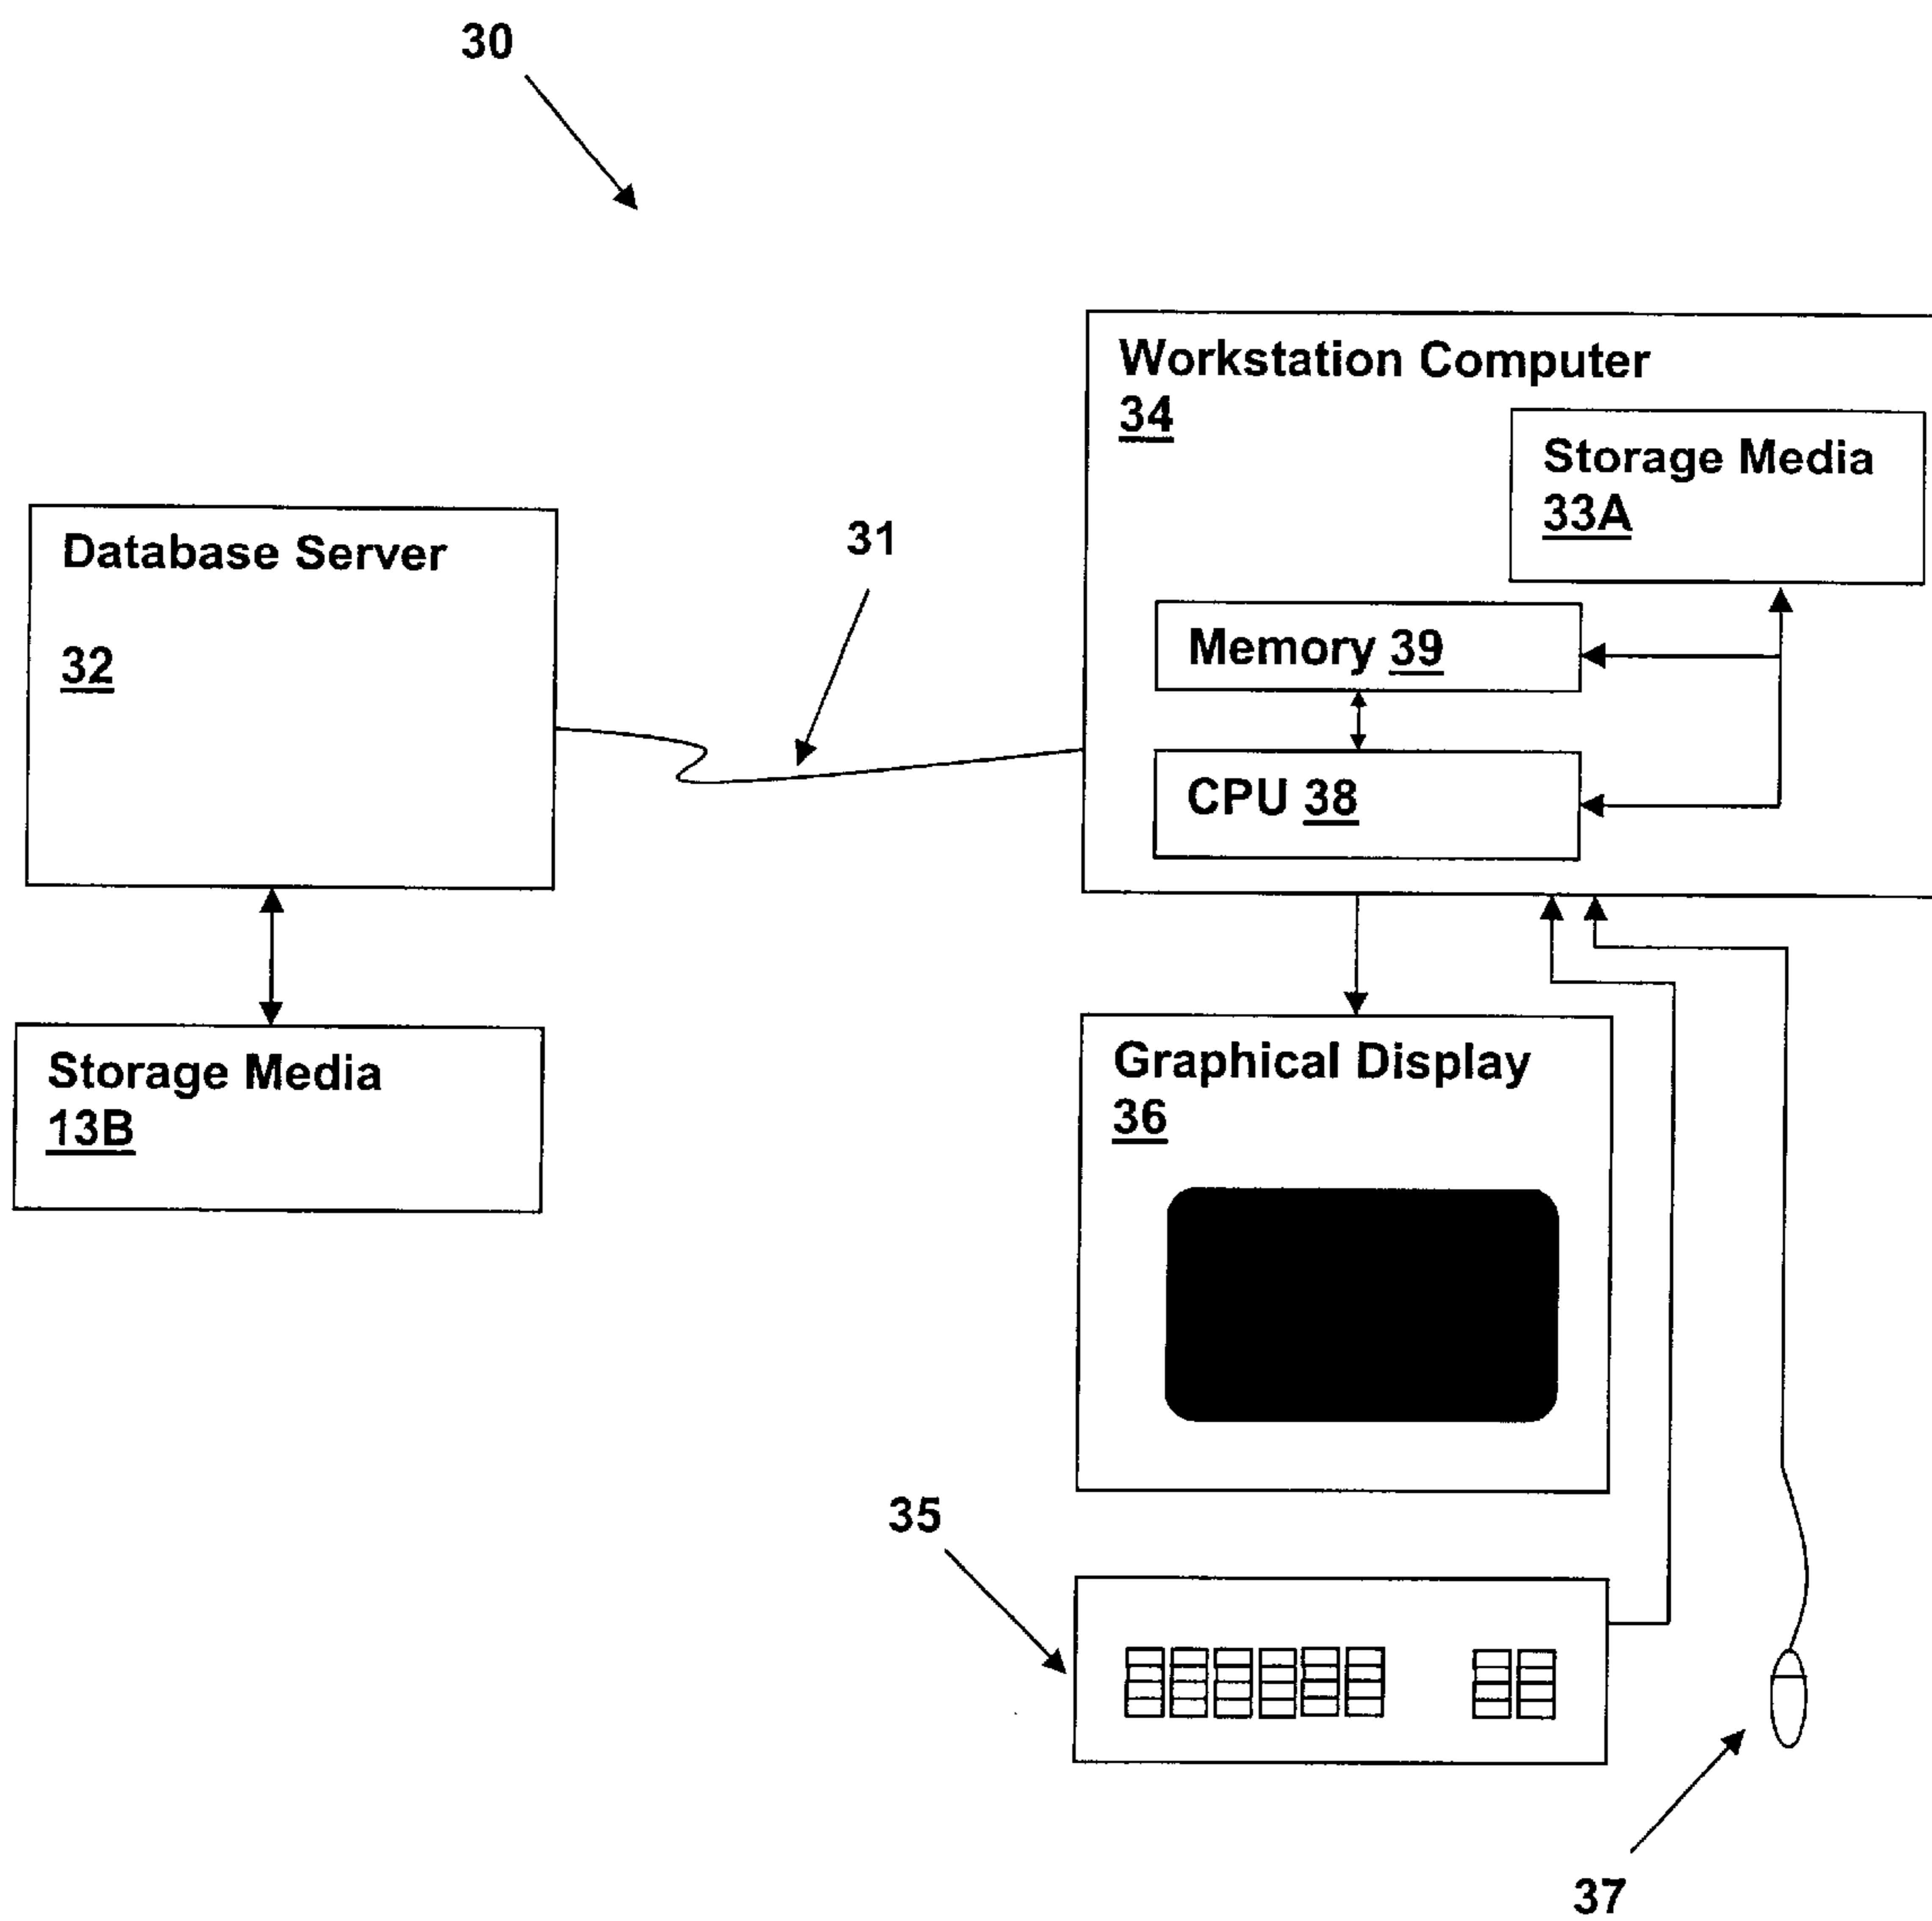 30
Workstation Computer
34
Storage Media
33A
Database Server
32
31
Memory 39
CPU 38
Storage Media
13B
Graphical Display
36
35
37